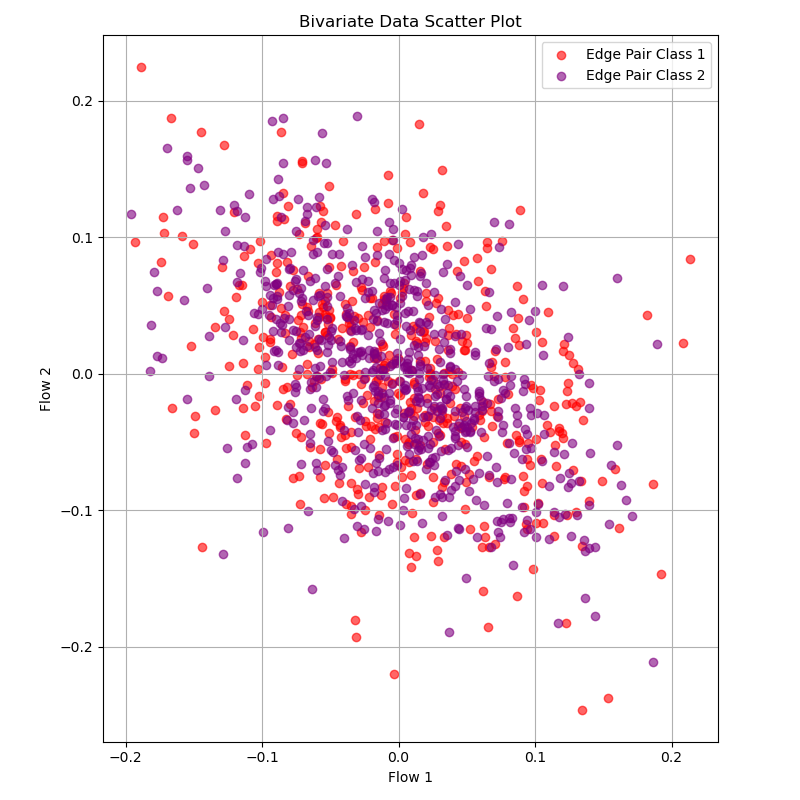 Bivariate Data Scatter Plot
Edge Pair Class 1
Edge Pair Class 2
0.2
0.1
0.0
−0.1
−0.2
Flow 2
−0.2
−0.1
0.0
0.1
0.2
Flow 1